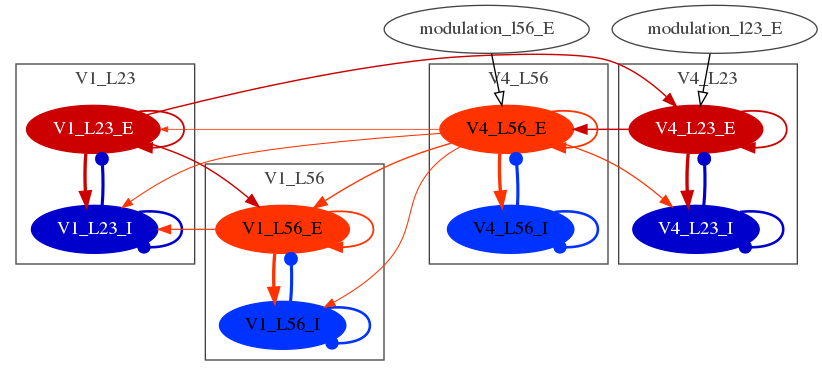 modulation_l56_E
modulation_l23_E
V1_L23
V4_L56
V4_L23
V1_L23_E
V4_L56_E
V4_L23_E
V1_L56
V1_L23_I
V1_L56_E
V4_L56_I
V4_L23_I
V1_L56_I